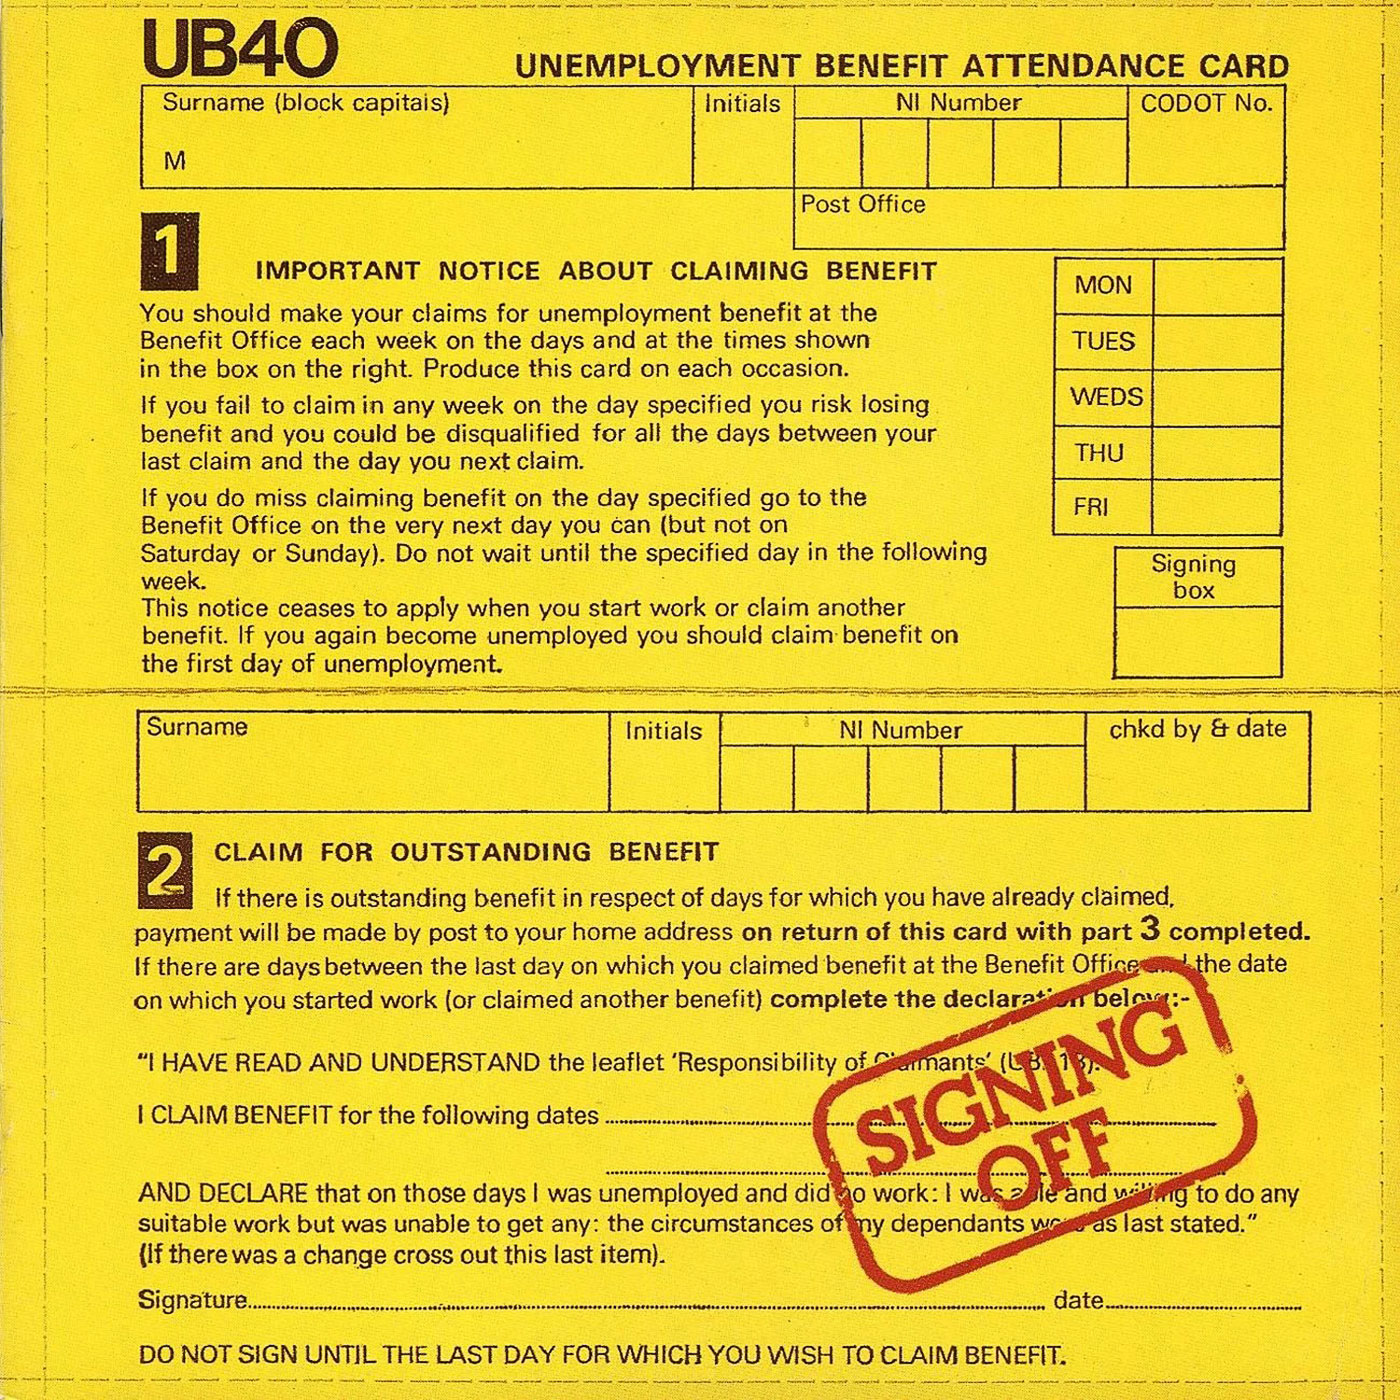 UB40
UNEMPLOYMENT BENEFIT ATTENDANCE CARD
Surname (block capitals)
Initials
NI Number
CODOT No.
M
Post Office
1
IMPORTANT NOTICE ABOUT CLAIMING BENEFIT
You should make your claims for unemployment benefit at the
Benefit Office each week on the days and at the times shown
in the box on the right. Produce this card on each occasion.
If you fail to claim in any week on the day specified you risk losing
benefit and you could be disqualified for all the days between your
last claim and the day you next claim.
If you do miss claiming benefit on the day specified go to the
Benefit Office on the very next day you can (but not on
Saturday or Sunday). Do not wait until the specified day in the following
week.
This notice ceases to apply when you start work or claim another
benefit. If you again become unemployed you should claim benefit on
the first day of unemployment.
MON
TUES
WEDS
THU
FRI
Signing
box
Surname
Initials
NI Number
chkd by & date
2
CLAIM FOR OUTSTANDING BENEFIT
If there is outstanding benefit in respect of days for which you have already claimed,
payment will be made by post to your home address on return of this card with part 3 completed.
If there are days between the last day on which you claimed benefit at the Benefit Office and the date
on which you started work (or claimed another benefit) complete the declaration below:-
"I HAVE READ AND UNDERSTAND the leaflet 'Responsibility of Claimants'
I CLAIM BENEFIT for the following dates
AND DECLARE that on those days I was unemployed and did no work: I was able and willing to do any
suitable work but was unable to get any: the circumstances of my dependants were as last stated."
(If there was a change cross out this last item).
Signature
date
DO NOT SIGN UNTIL THE LAST DAY FOR WHICH YOU WISH TO CLAIM BENEFIT.
SIGNING
OFF